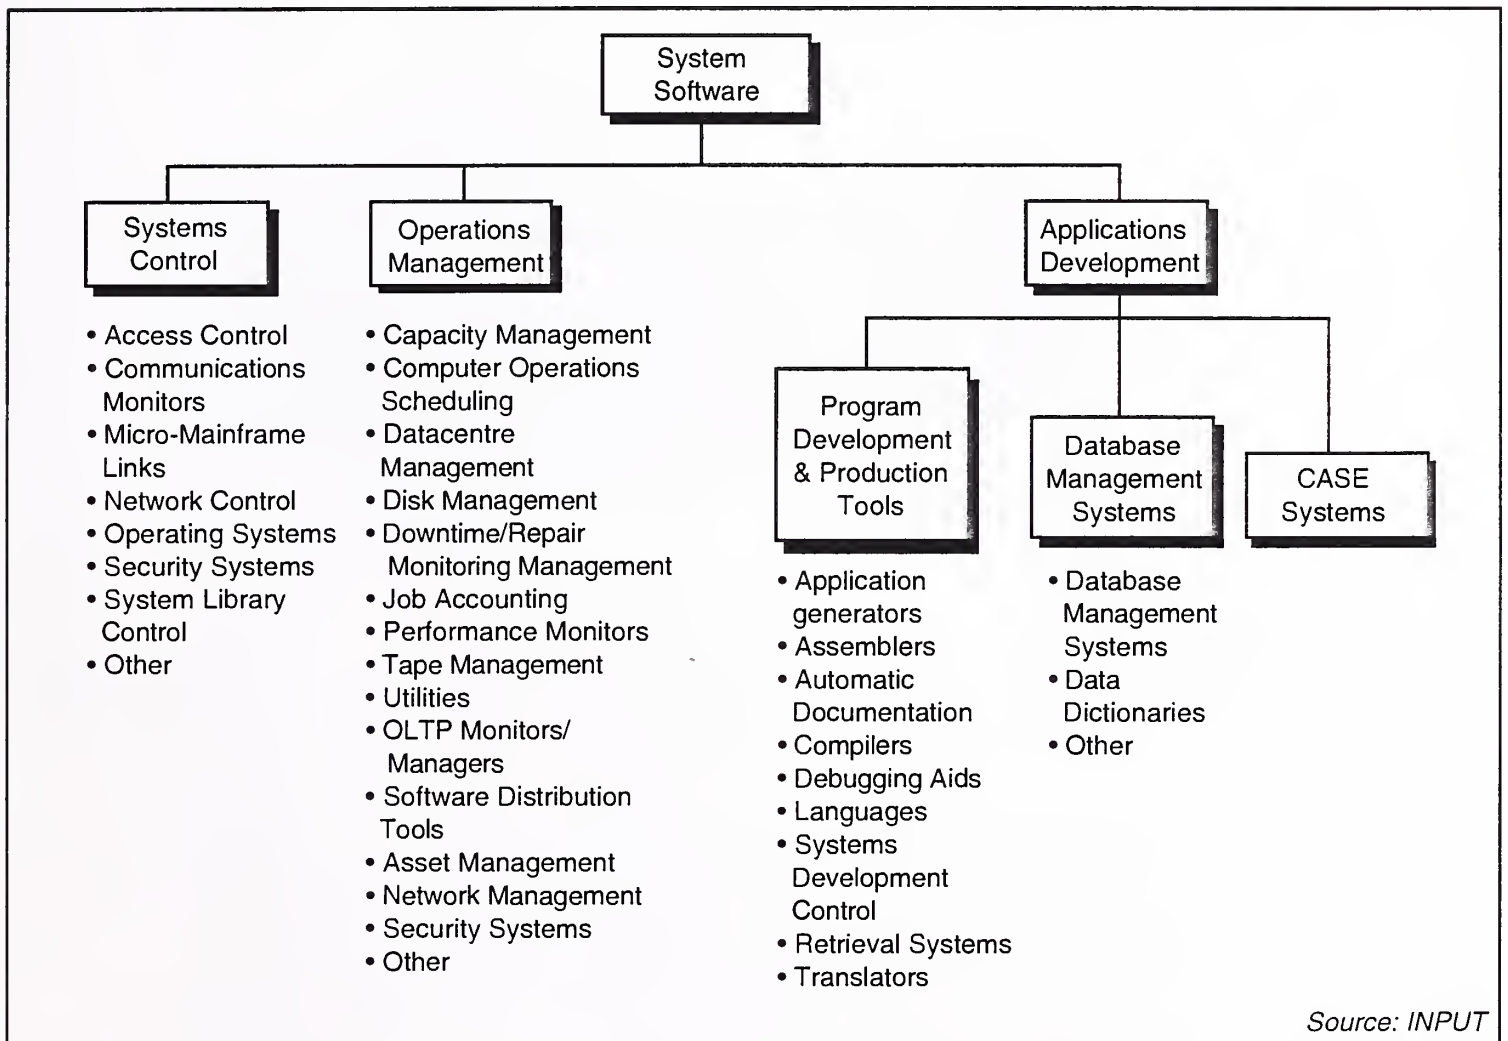 System
Software
Systems
Control
Operations
Management
Applications
Development
• Access Control
• Communications
Monitors
• Micro-Mainframe
Links
• Network Control
• Operating Systems
• Security Systems
• System Library
Control
• Other
• Capacity Management
• Computer Operations
Scheduling
• Datacentre
Management
• Disk Management
• Downtime/Repair
Monitoring Management
• Job Accounting
• Performance Monitors
• Tape Management
• Utilities
• OLTP Monitors/
Managers
• Software Distribution
Tools
• Asset Management
• Network Management
• Security Systems
• Other
Program
Development
& Production
Tools
• Application
generators
• Assemblers
• Automatic
Documentation
• Compilers
• Debugging Aids
• Languages
• Systems
Development
Control
• Retrieval Systems
• Translators
Database
Management
Systems
• Database
Management
Systems
• Data
Dictionaries
• Other
CASE
Systems
Source: INPUT